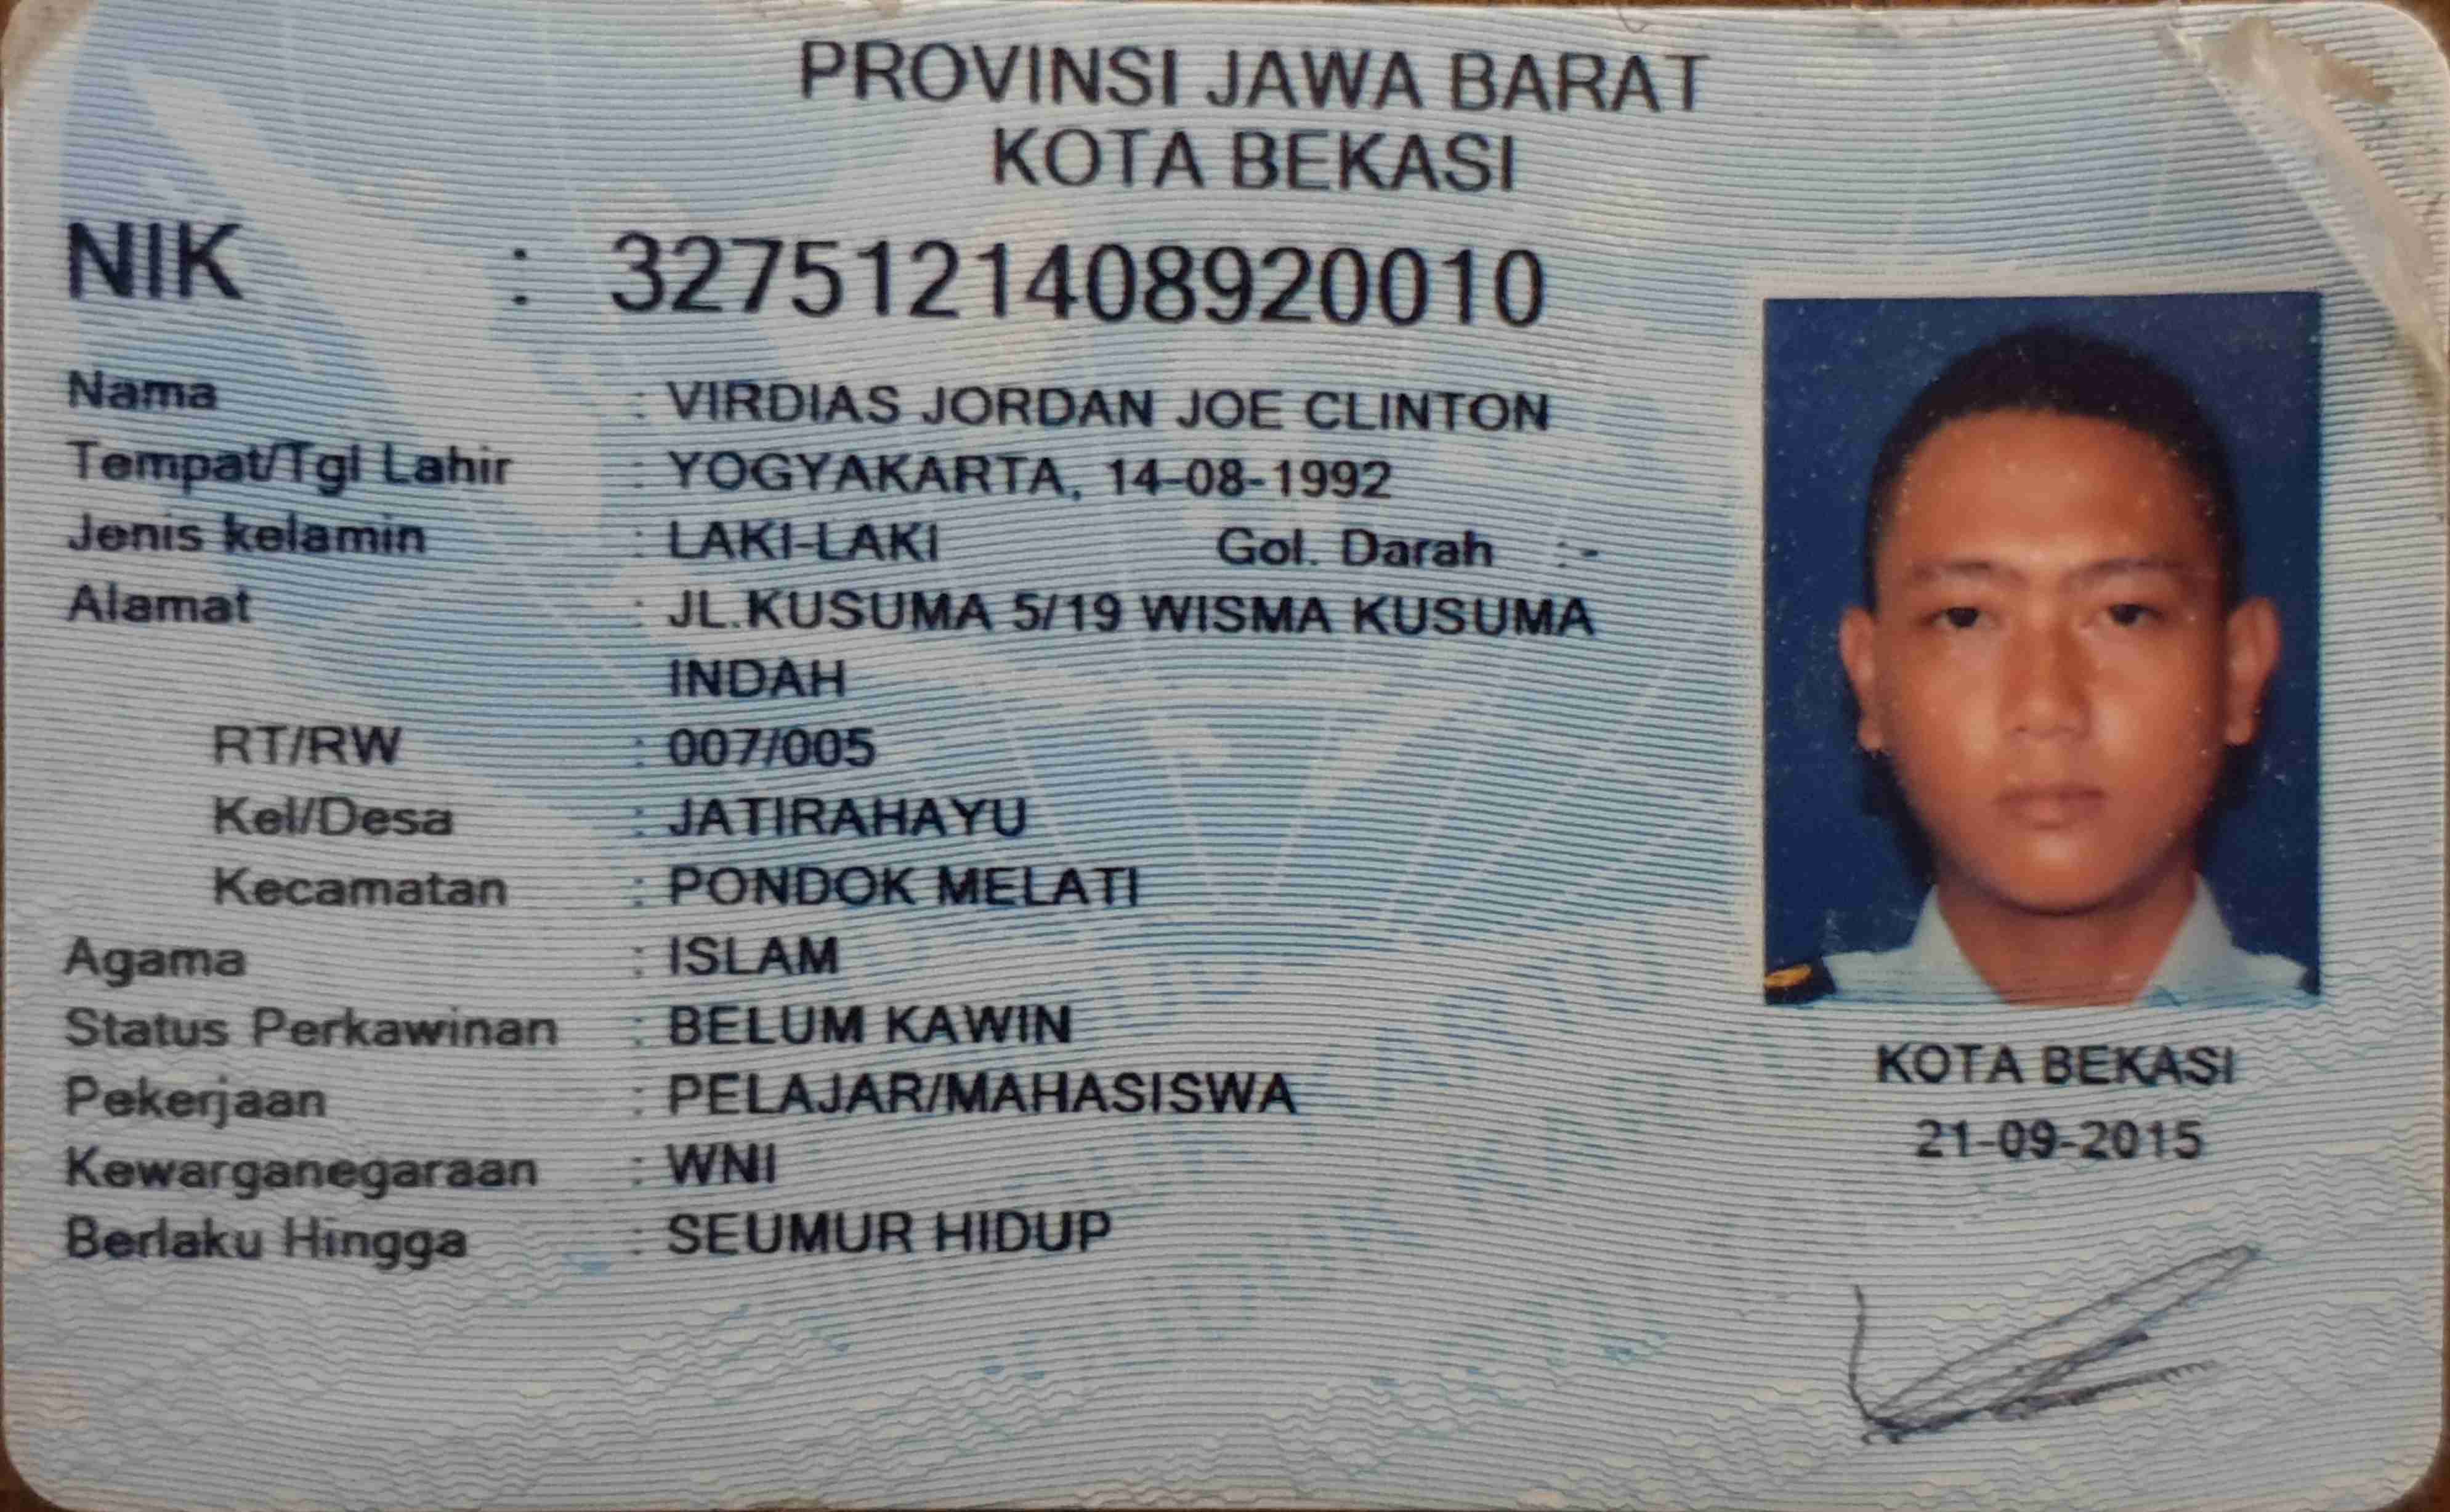 PROVINSI JAWA BARAT
KOTA BEKASI
NIK : 3275121408920010
Nama : VIRDIAS JORDAN JOE CLINTON
Tempat/Tgl Lahir : YOGYAKARTA, 14-08-1992
Jenis kelamin : LAKI-LAKI Gol. Darah : -
Alamat : JL.KUSUMA 5/19 WISMA KUSUMA
INDAH
RT/RW : 007/005
Kel/Desa : JATIRAHAYU
Kecamatan : PONDOK MELATI
Agama : ISLAM
Status Perkawinan : BELUM KAWIN
Pekerjaan : PELAJAR/MAHASISWA
Kewarganegaraan : WNI
Berlaku Hingga : SEUMUR HIDUP
KOTA BEKASI
21-09-2015